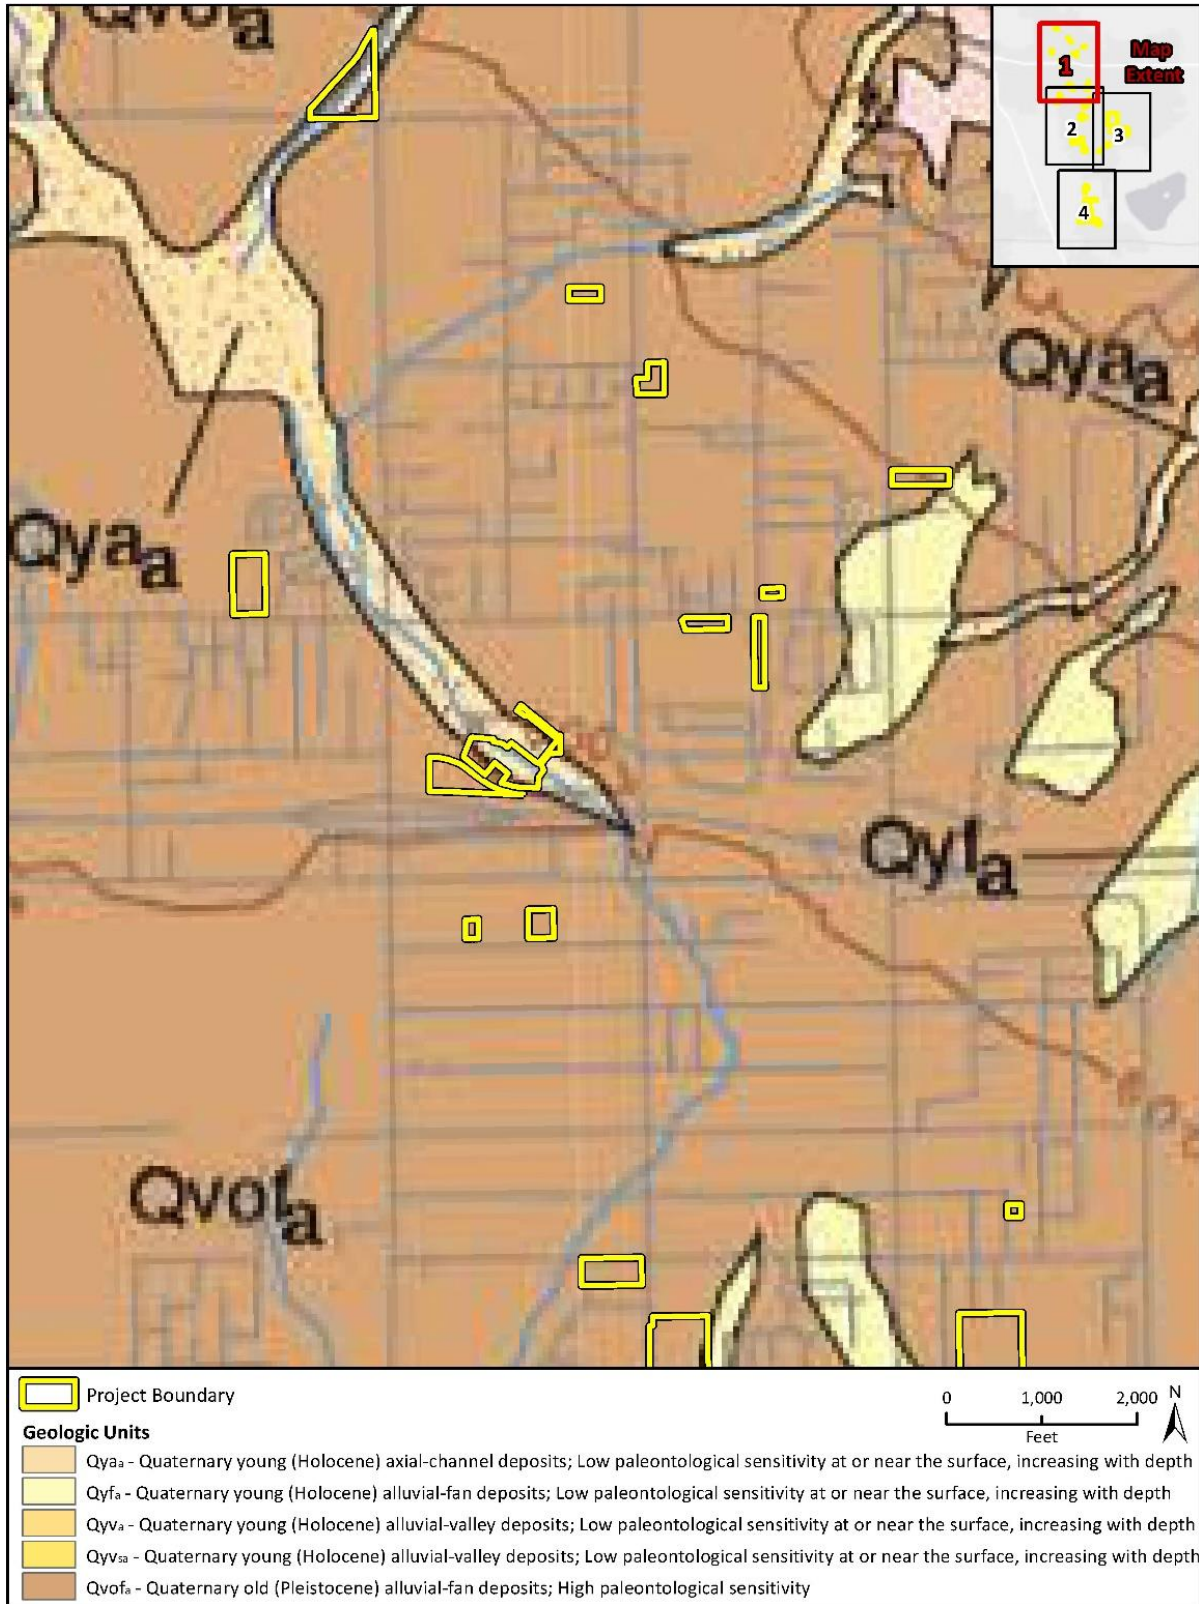 Qvofa
Map
Extent
1
2
3
4
Qyaa
Qyaa
Qyfa
Qvofa
Project Boundary
0 1,000 2,000 N
Feet
Geologic Units
Qyaa - Quaternary young (Holocene) axial-channel deposits; Low paleontological sensitivity at or near the surface, increasing with depth
Qyfa - Quaternary young (Holocene) alluvial-fan deposits; Low paleontological sensitivity at or near the surface, increasing with depth
Qyva - Quaternary young (Holocene) alluvial-valley deposits; Low paleontological sensitivity at or near the surface, increasing with depth
Qyvsa - Quaternary young (Holocene) alluvial-valley deposits; Low paleontological sensitivity at or near the surface, increasing with depth
Qvofa - Quaternary old (Pleistocene) alluvial-fan deposits; High paleontological sensitivity